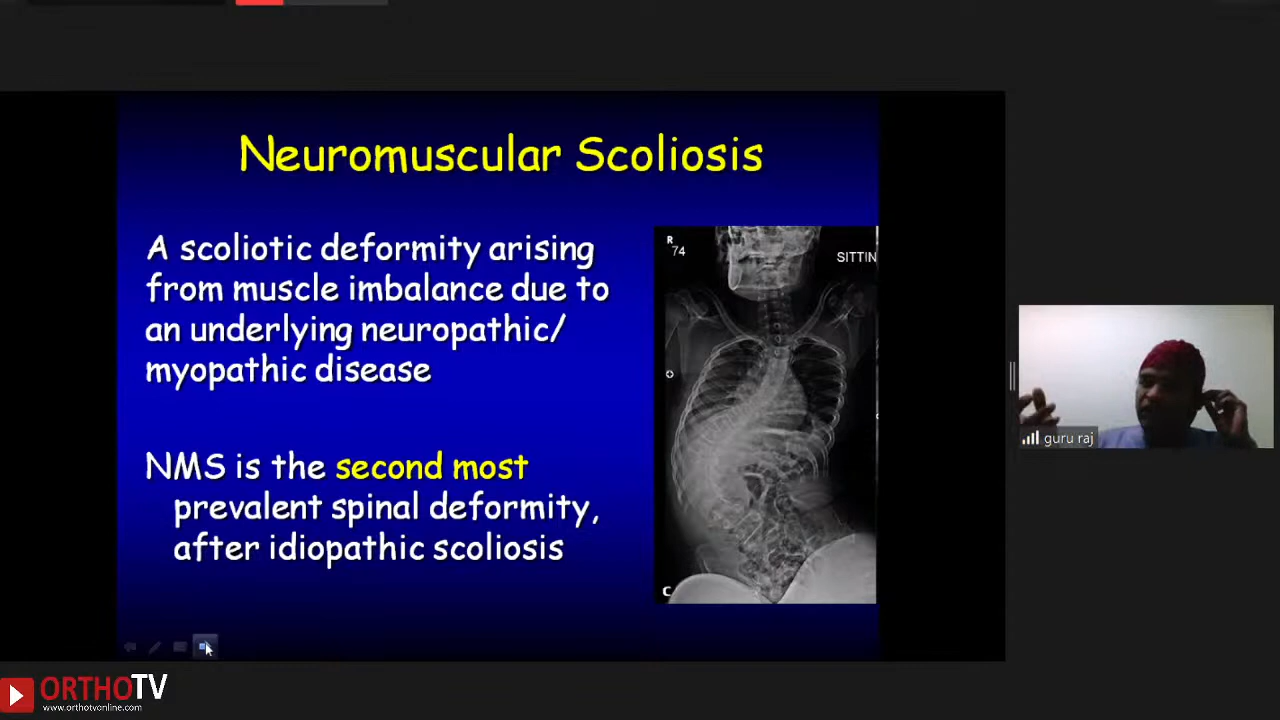 Neuromuscular Scoliosis
A scoliotic deformity arising
from muscle imbalance due to
an underlying neuropathic/
myopathic disease
NMS is the second most
prevalent spinal deformity,
after idiopathic scoliosis
R
74
SITTIN
C
guru raj
ORTHOTV
www.orthotvonline.com